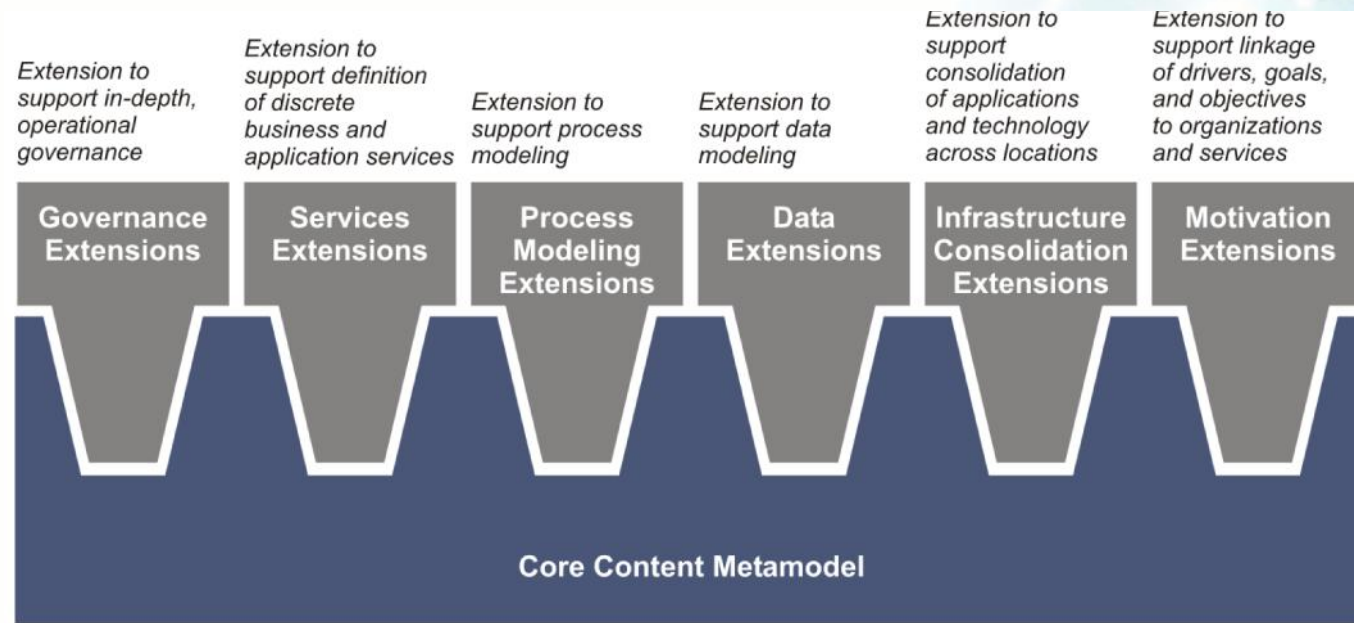 Extension to
support in-depth,
operational
governance
Extension to
support definition
of discrete
business and
application services
Extension to
support process
modeling
Extension to
support data
modeling
Extension to
support
consolidation
of applications
and technology
across locations
Extension to
support linkage
of drivers, goals,
and objectives
to organizations
and services
Governance
Extensions
Services
Extensions
Process
Modeling
Extensions
Data
Extensions
Infrastructure
Consolidation
Extensions
Motivation
Extensions
Core Content Metamodel